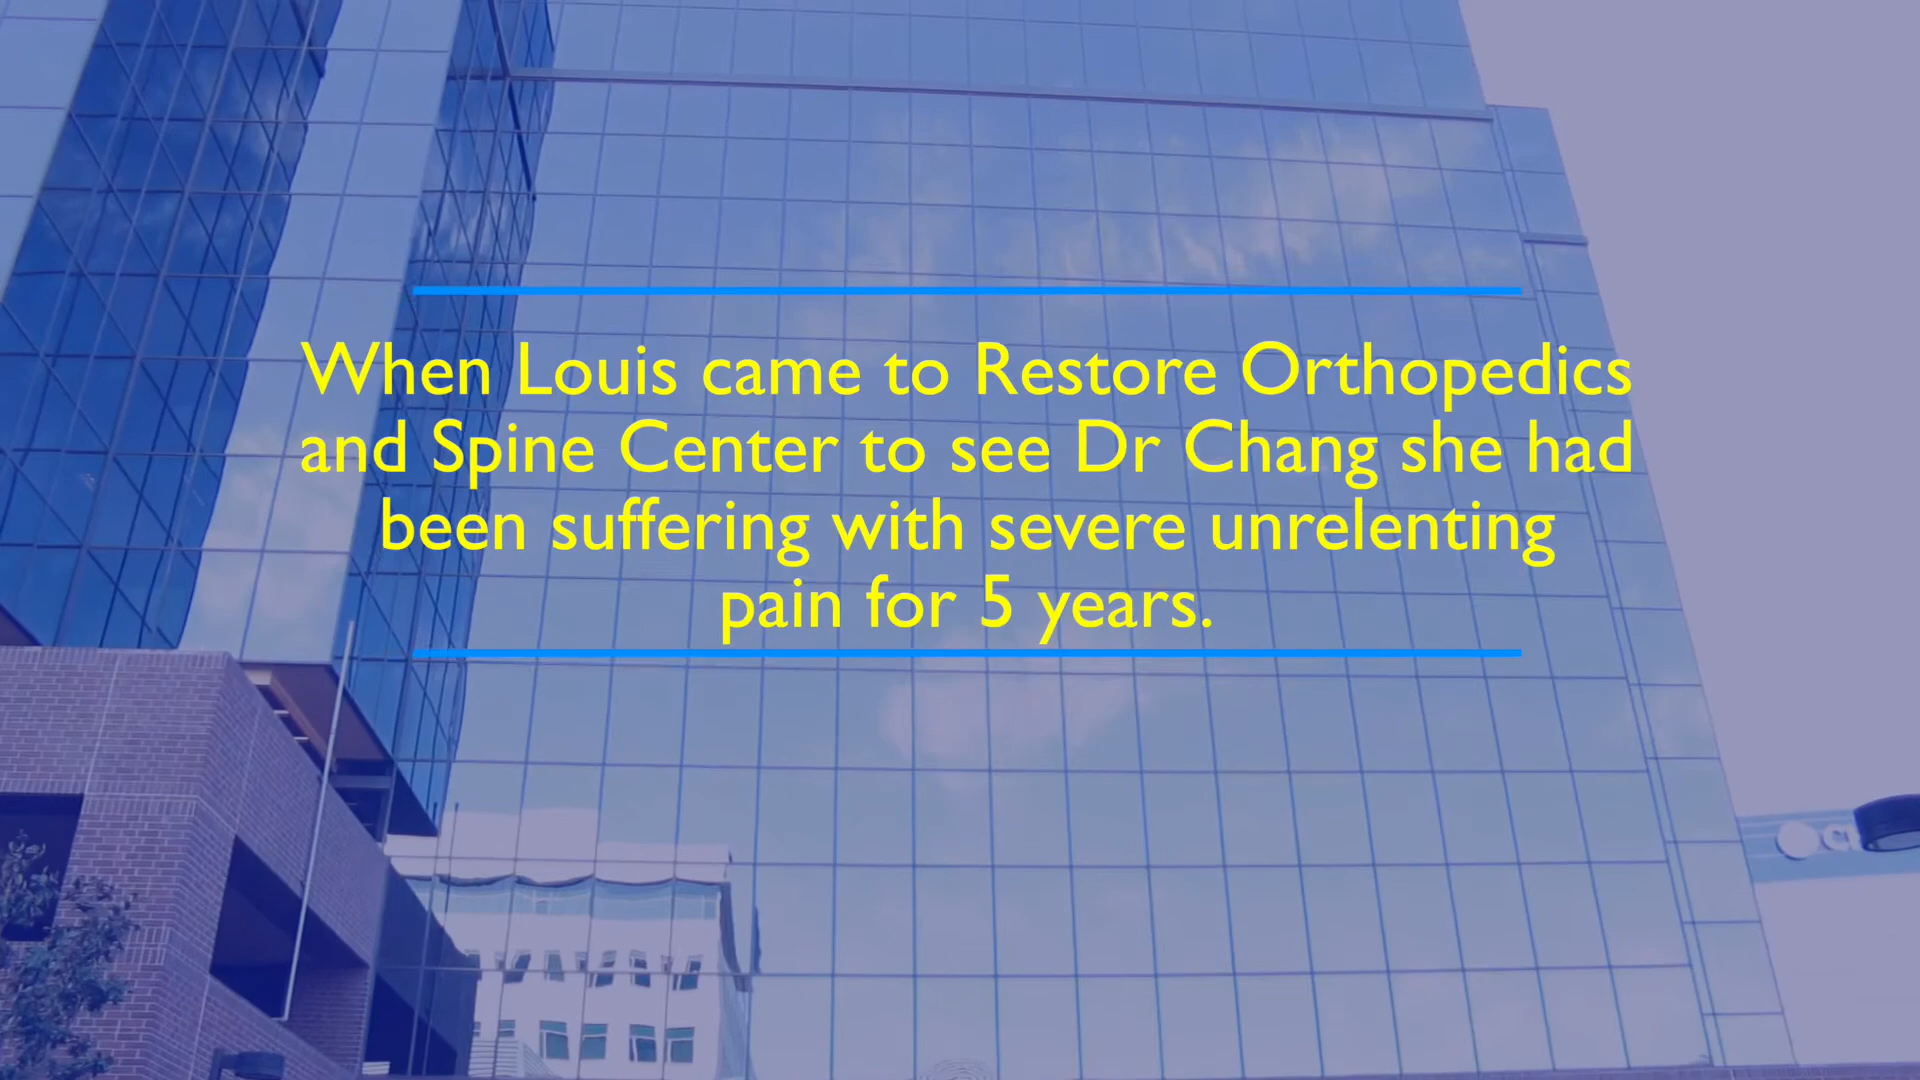 When Louis came to Restore Orthopedics
and Spine Center to see Dr Chang she had
been suffering with severe unrelenting
pain for 5 years.